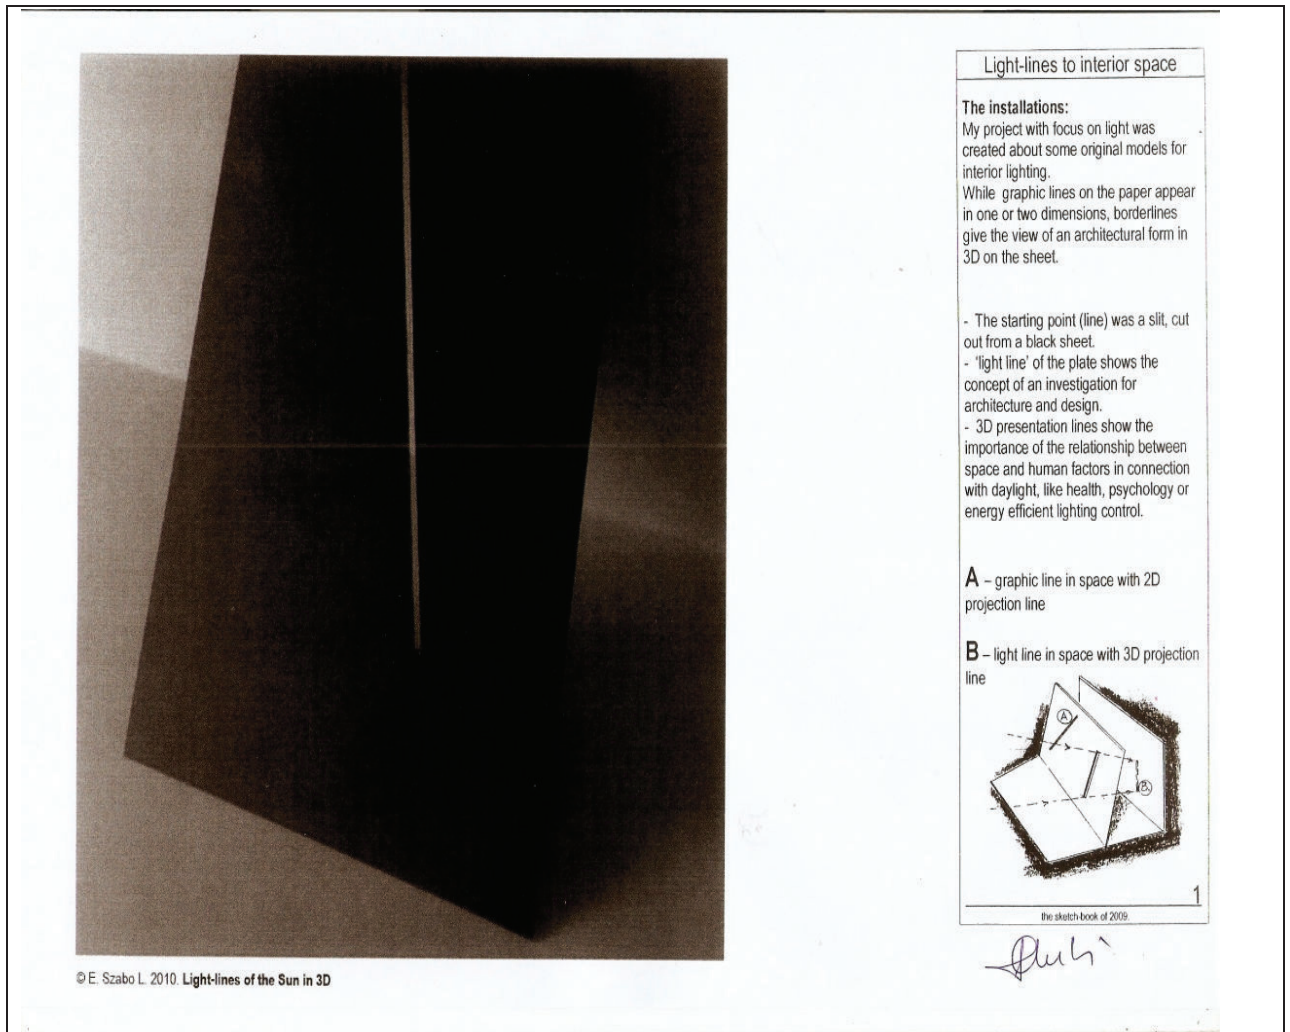 Light-lines to interior space
The installations:
My project with focus on light was
created about some original models for
interior lighting.
While graphic lines on the paper appear
in one or two dimensions, borderlines
give the view of an architectural form in
3D on the sheet.
- The starting point (line) was a slit, cut
out from a black sheet.
- 'light line' of the plate shows the
concept of an investigation for
architecture and design.
- 3D presentation lines show the
importance of the relationship between
space and human factors in connection
with daylight, like health, psychology or
energy efficient lighting control.
A – graphic line in space with 2D
projection line
B – light line in space with 3D projection
line
A
B
1
the sketch-book of 2009.
© E. Szabo L. 2010. Light-lines of the Sun in 3D